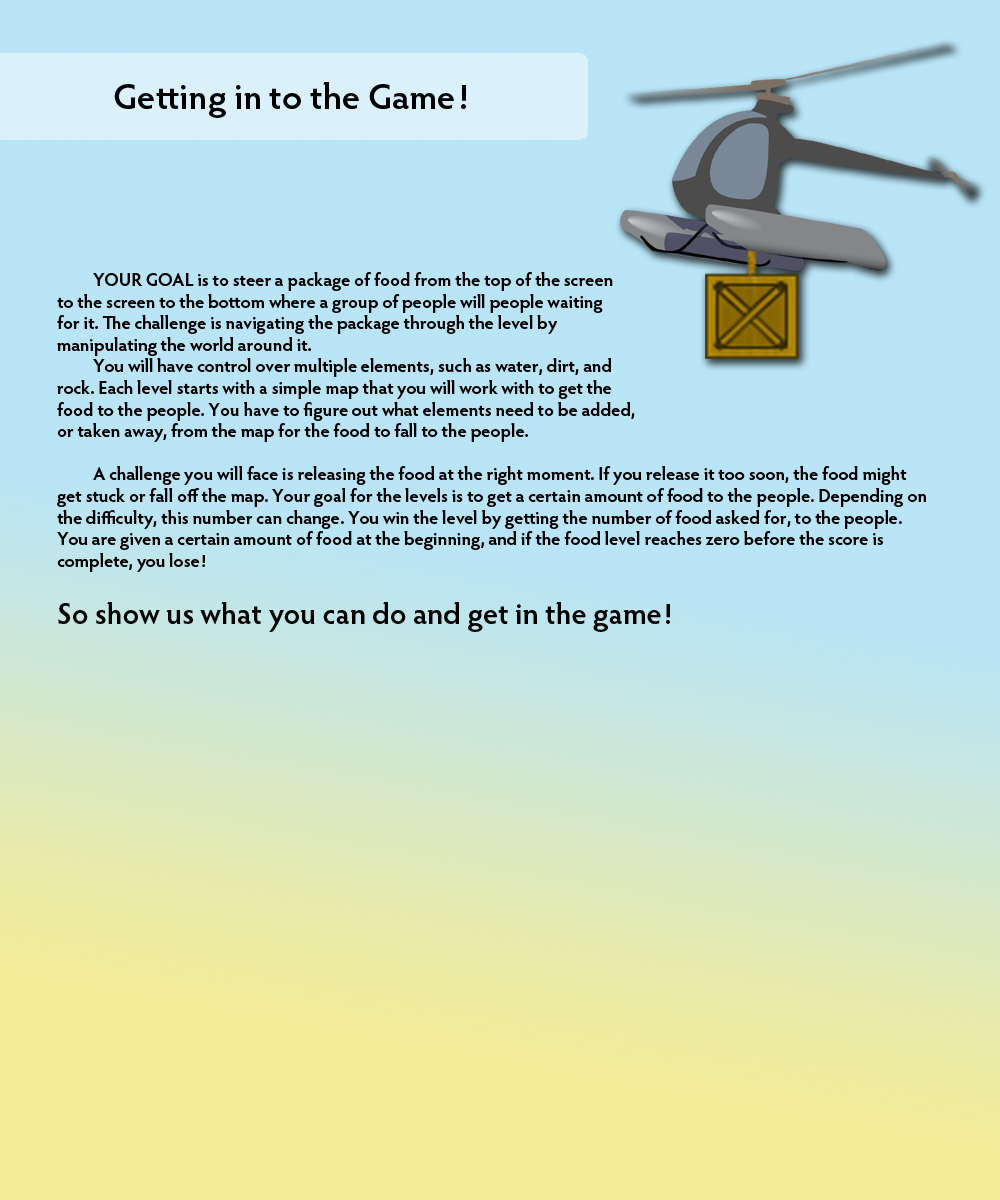 Getting in to the Game!
YOUR GOAL is to steer a package of food from the top of the screen
to the screen to the bottom where a group of people will people waiting
for it. The challenge is navigating the package through the level by
manipulating the world around it.
You will have control over multiple elements, such as water, dirt, and
rock. Each level starts with a simple map that you will work with to get the
food to the people. You have to figure out what elements need to be added,
or taken away, from the map for the food to fall to the people.
A challenge you will face is releasing the food at the right moment. If you release it too soon, the food might
get stuck or fall off the map. Your goal for the levels is to get a certain amount of food to the people. Depending on
the difficulty, this number can change. You win the level by getting the number of food asked for, to the people.
You are given a certain amount of food at the beginning, and if the food level reaches zero before the score is
complete, you lose!
So show us what you can do and get in the game!